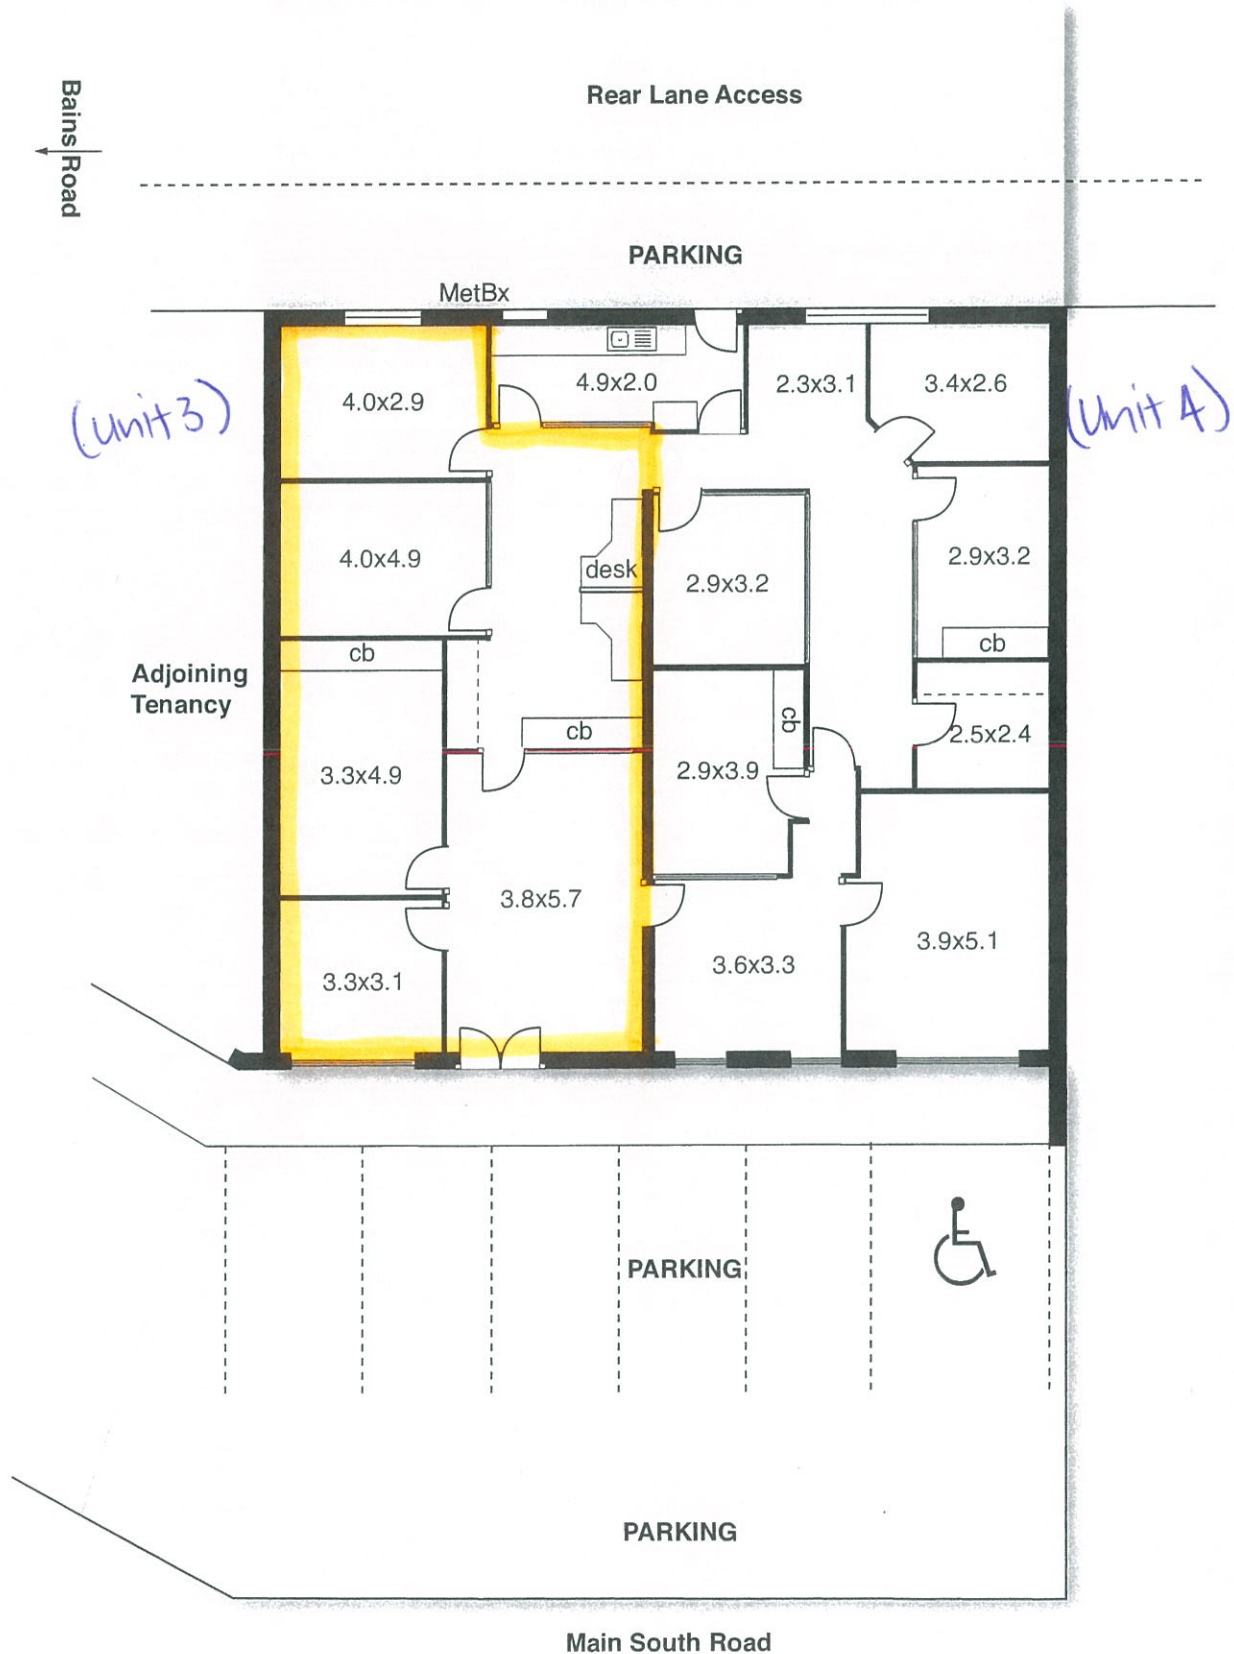 Bains Road
Rear Lane Access
PARKING
MetBx
(Unit 3)
4.0x2.9
4.9x2.0
2.3x3.1
3.4x2.6
(Unit 4)
4.0x4.9
desk
2.9x3.2
2.9x3.2
cb
cb
Adjoining
Tenancy
cb
cb
2.5x2.4
3.3x4.9
2.9x3.9
3.8x5.7
3.9x5.1
3.6x3.3
3.3x3.1
PARKING
PARKING
Main South Road